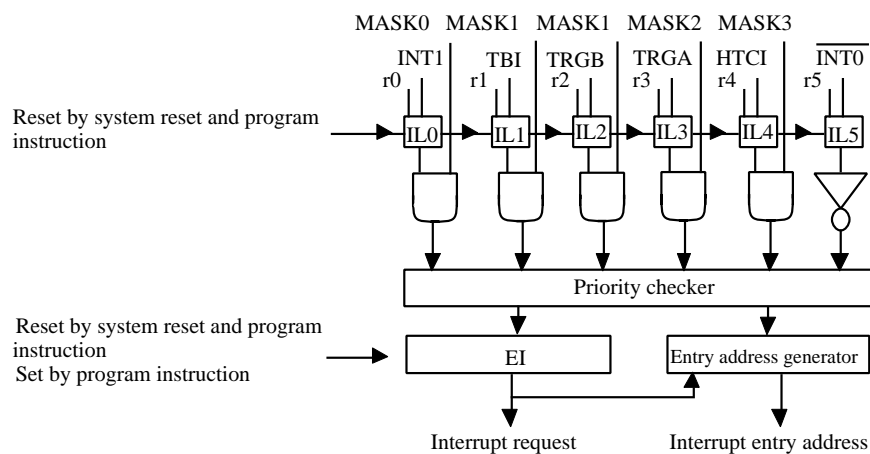 MASK0 MASK1 MASK1 MASK2 MASK3
INT1 TBI TRGB TRGA HTCI INT0
r0 r1 r2 r3 r4 r5
Reset by system reset and program
instruction
IL0 IL1 IL2 IL3 IL4 IL5
Priority checker
Reset by system reset and program
instruction
Set by program instruction
EI
Entry address generator
Interrupt request
Interrupt entry address